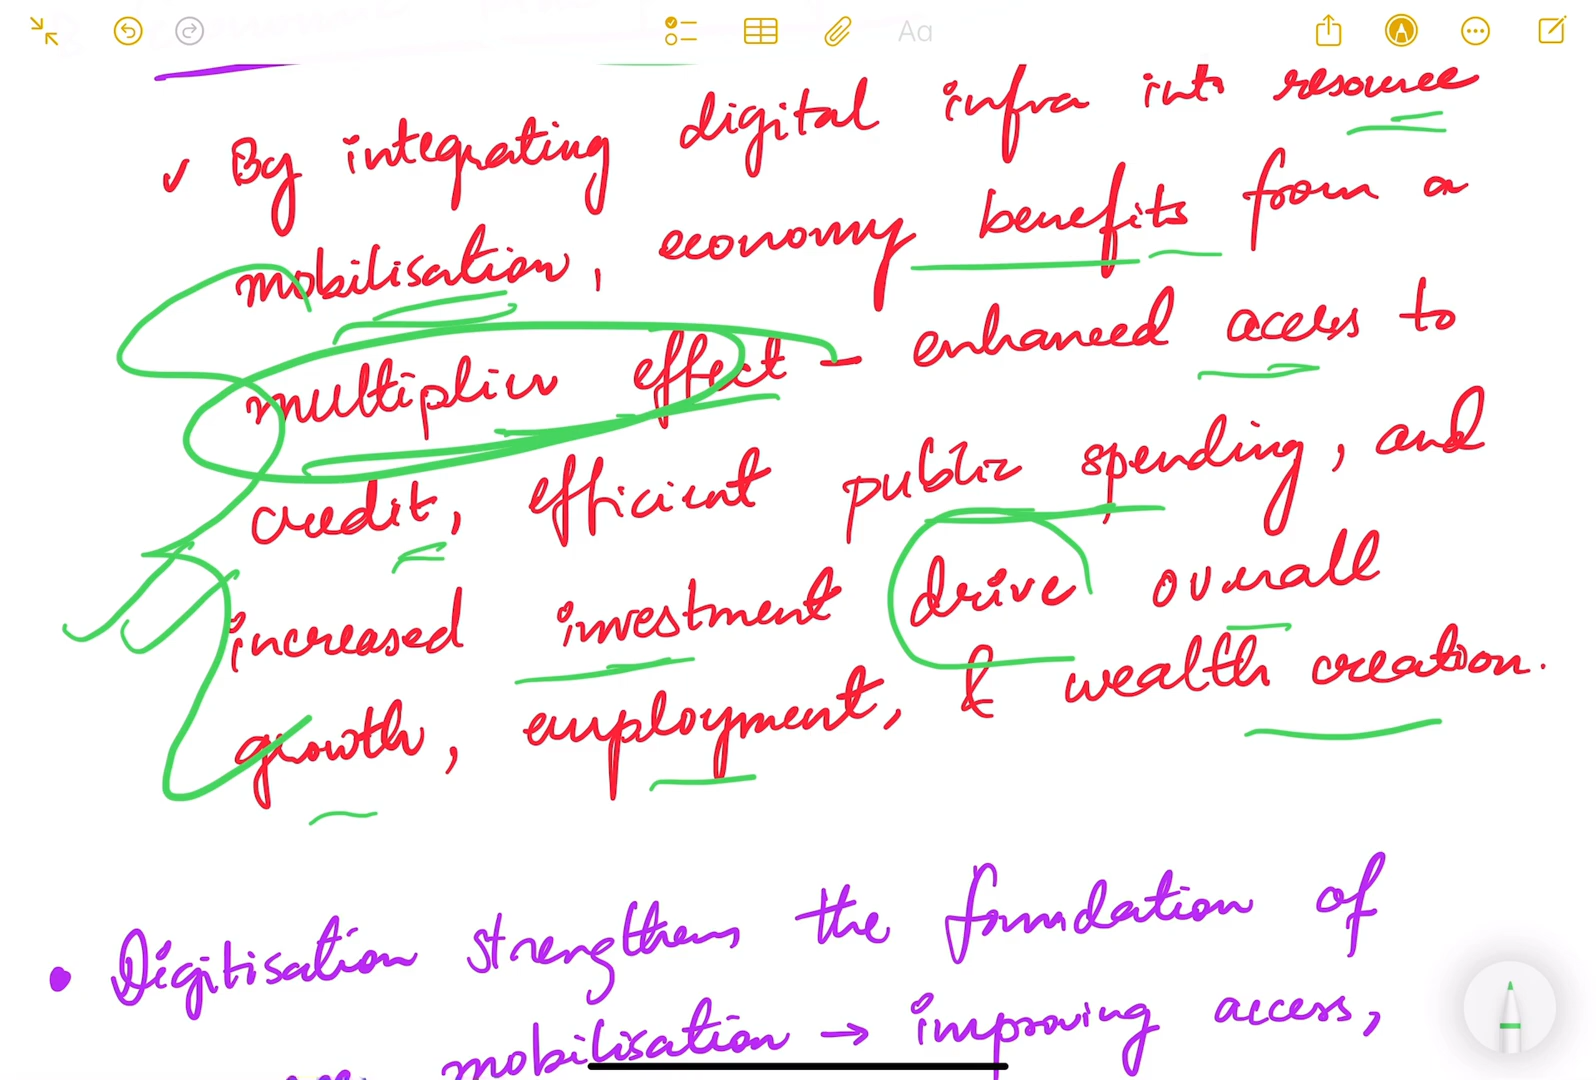 Aa
✓ By integrating digital infra into resource
mobilisation, economy benefits from a
multiplier effect - enhanced access to
credit, efficient public spending, and
increased investment drive overall
growth, employment, & wealth creation.
• Digitisation strengthens the foundation of
mobilisation → improving access,